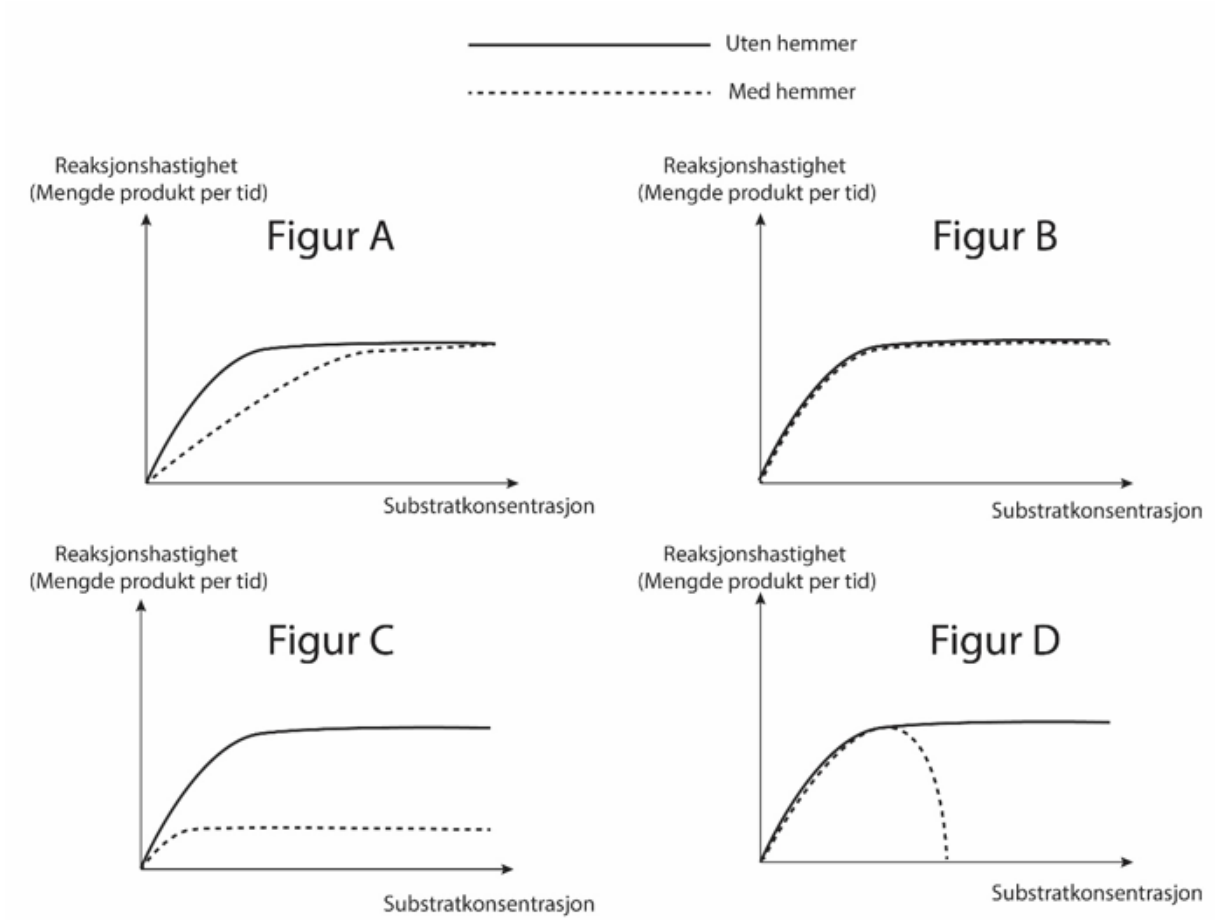 Uten hemmer
Med hemmer
Reaksjonshastighet
(Mengde produkt per tid)
Figur A
Substratkonsentrasjon
Reaksjonshastighet
(Mengde produkt per tid)
Figur B
Substratkonsentrasjon
Reaksjonshastighet
(Mengde produkt per tid)
Figur C
Substratkonsentrasjon
Reaksjonshastighet
(Mengde produkt per tid)
Figur D
Substratkonsentrasjon